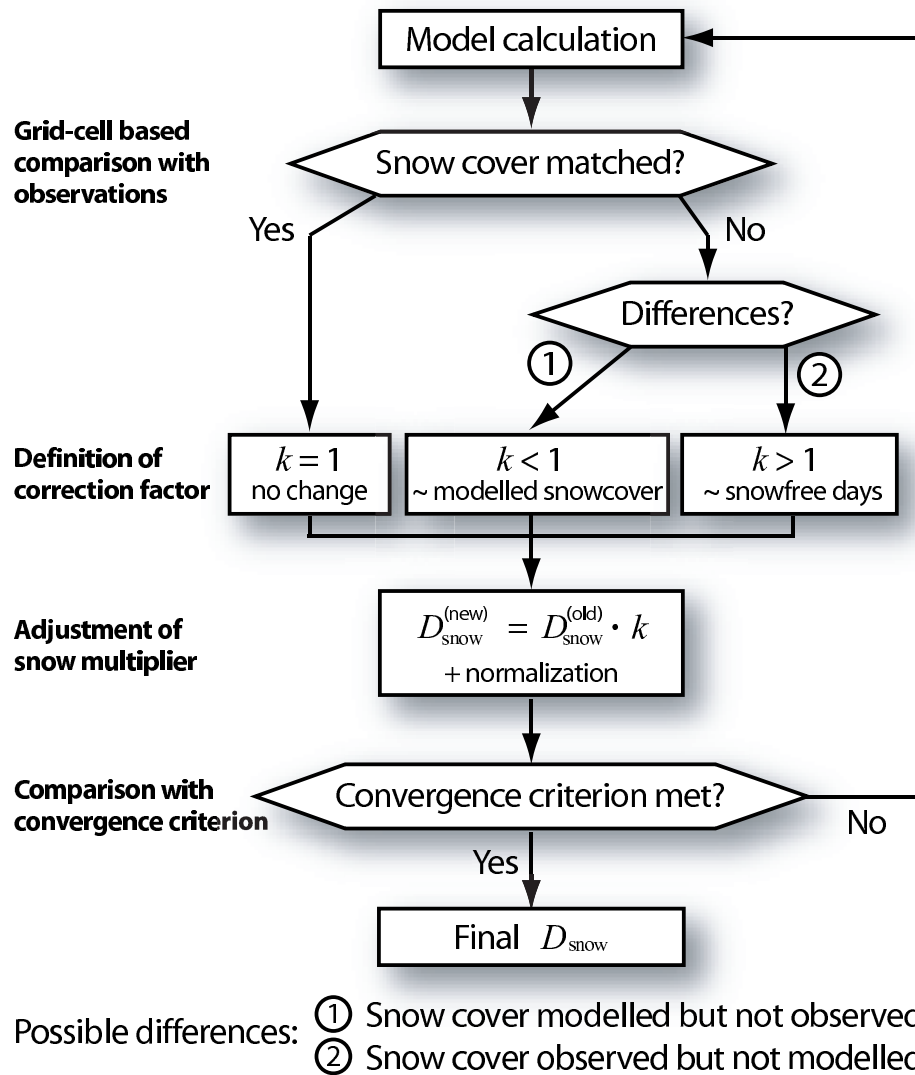 Model calculation
Grid-cell based
comparison with
observations
Snow cover matched?
Yes
No
Differences?
1
2
Definition of
correction factor
k = 1
no change
k < 1
~ modelled snowcover
k > 1
~ snowfree days
Adjustment of
snow multiplier
D_snow^(new) = D_snow^(old) · k
+ normalization
Comparison with
convergence criterion
Convergence criterion met?
No
Yes
Final D_snow
Possible differences:
① Snow cover modelled but not observed
② Snow cover observed but not modelled